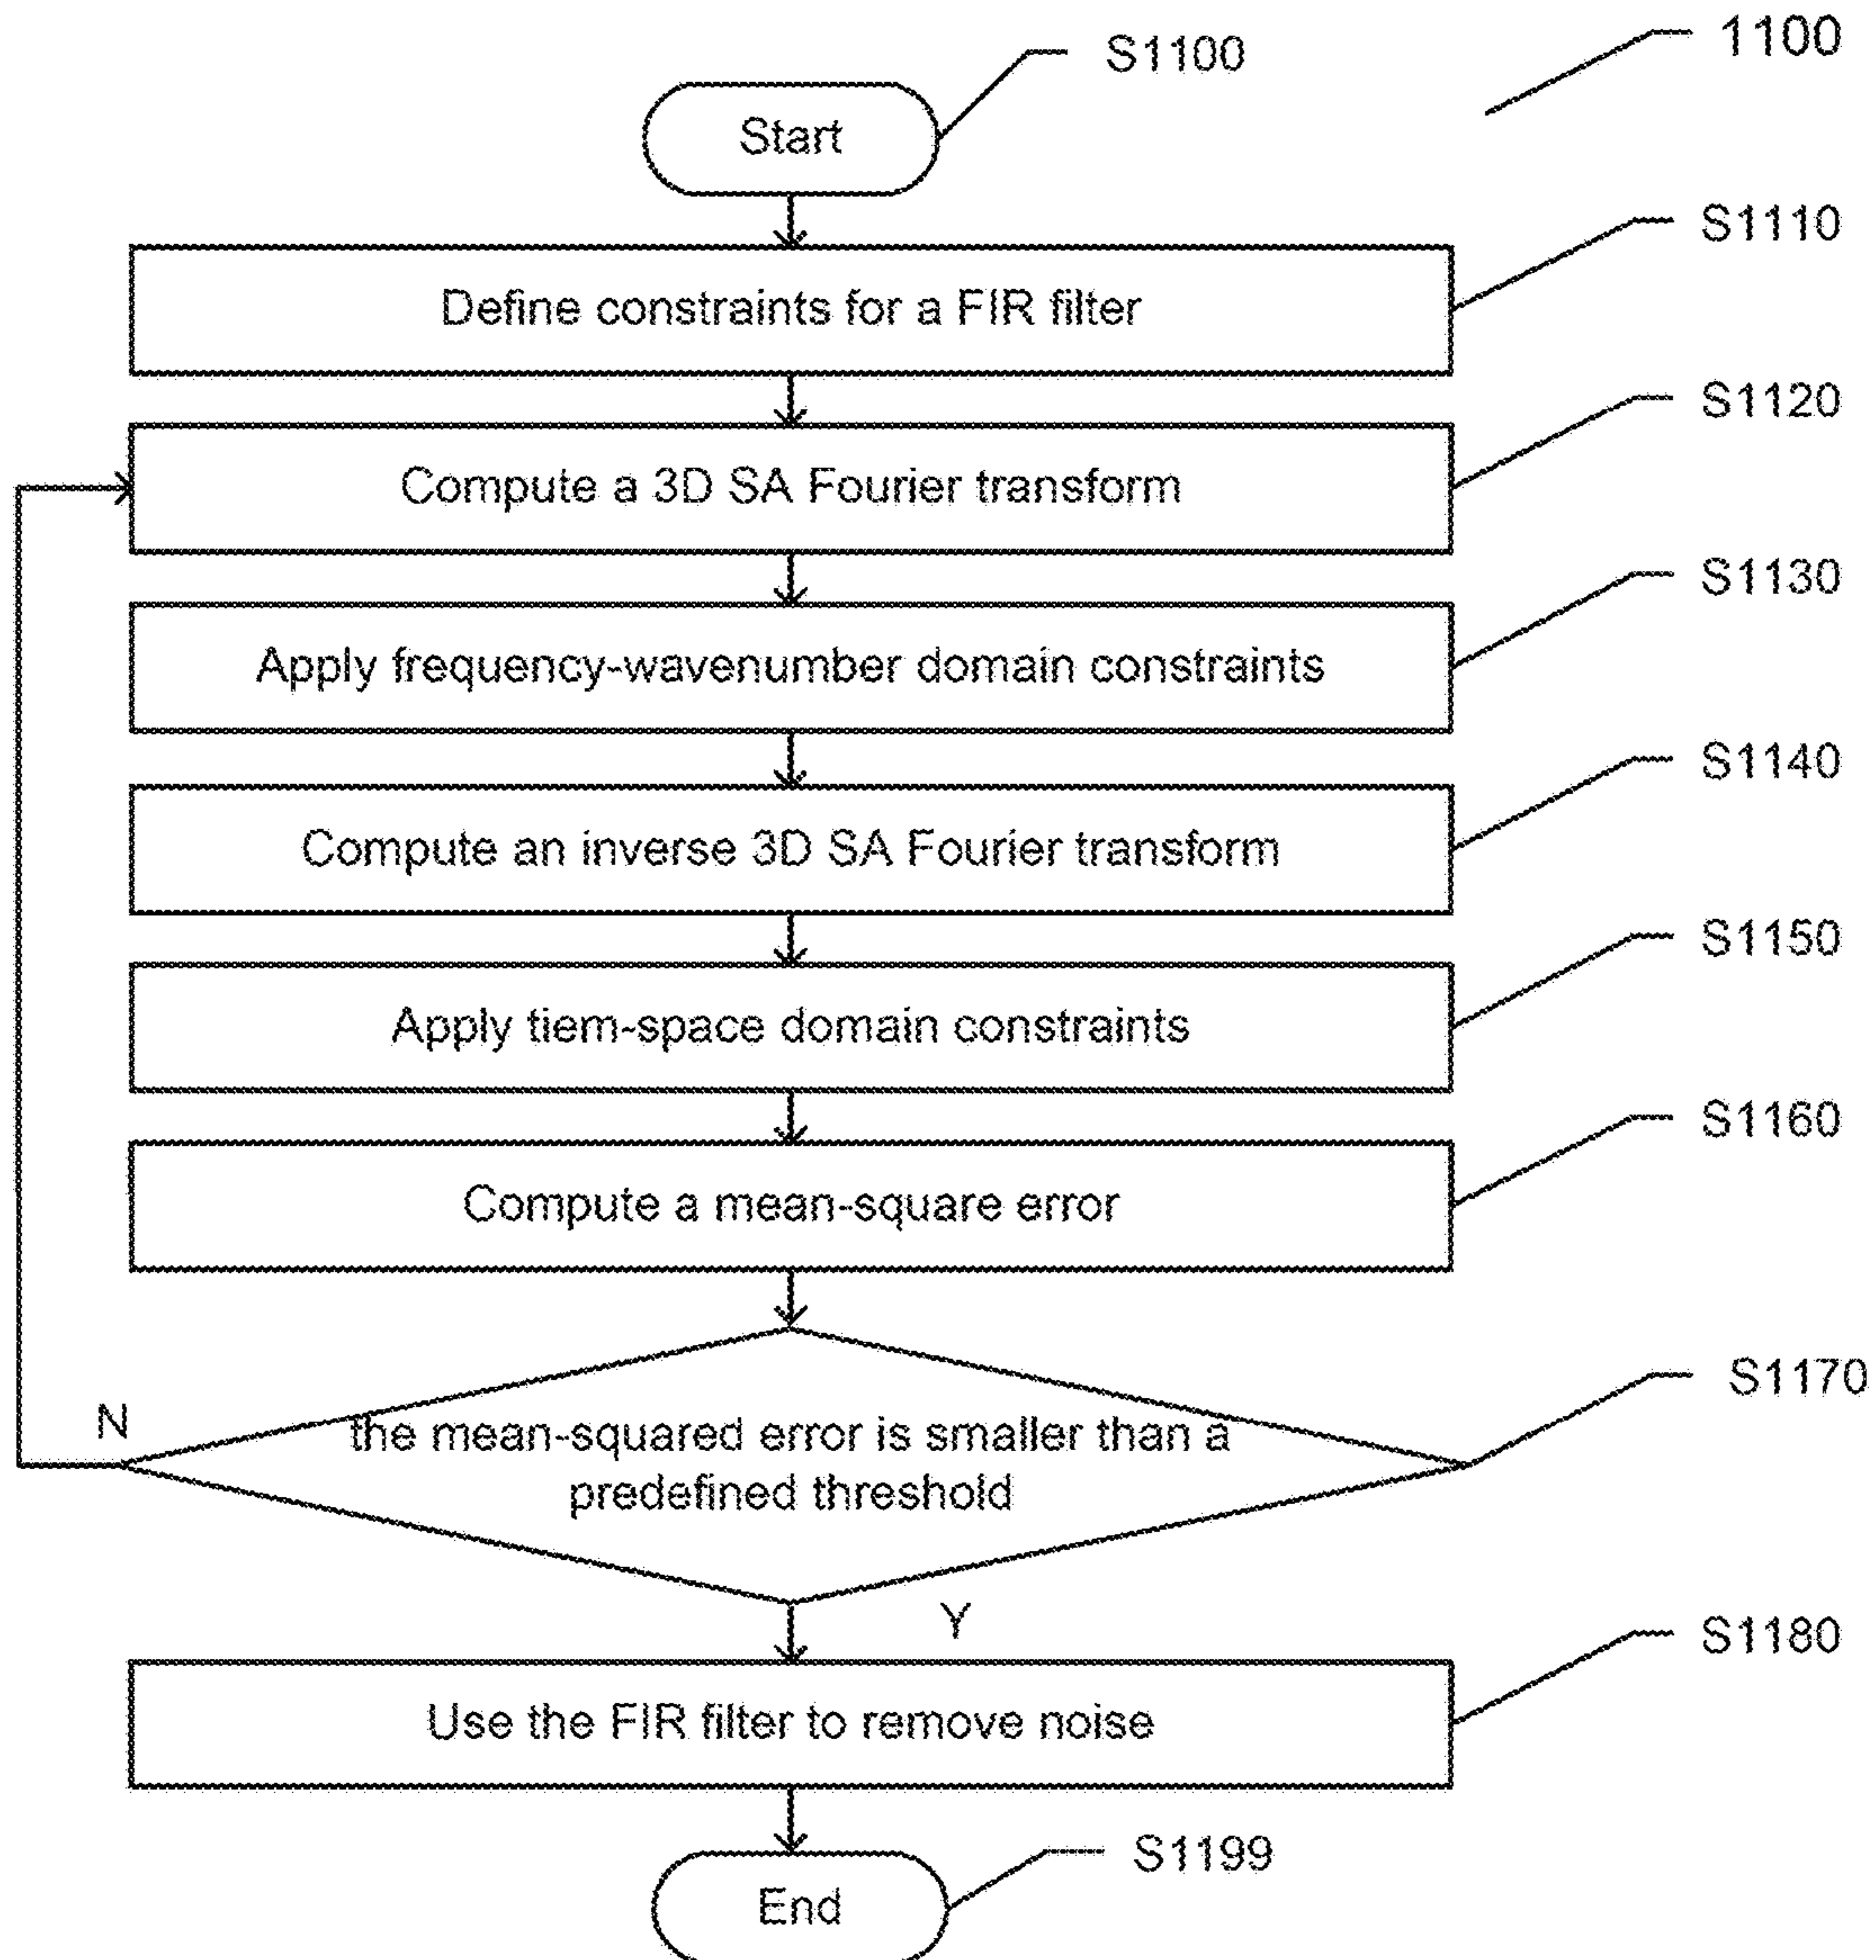 1100
S1100
Start
S1110
Define constraints for a FIR filter
S1120
Compute a 3D SA Fourier transform
S1130
Apply frequency-wavenumber domain constraints
S1140
Compute an inverse 3D SA Fourier transform
S1150
Apply tiem-space domain constraints
S1160
Compute a mean-square error
S1170
N
the mean-squared error is smaller than a
predefined threshold
Y
S1180
Use the FIR filter to remove noise
S1199
End